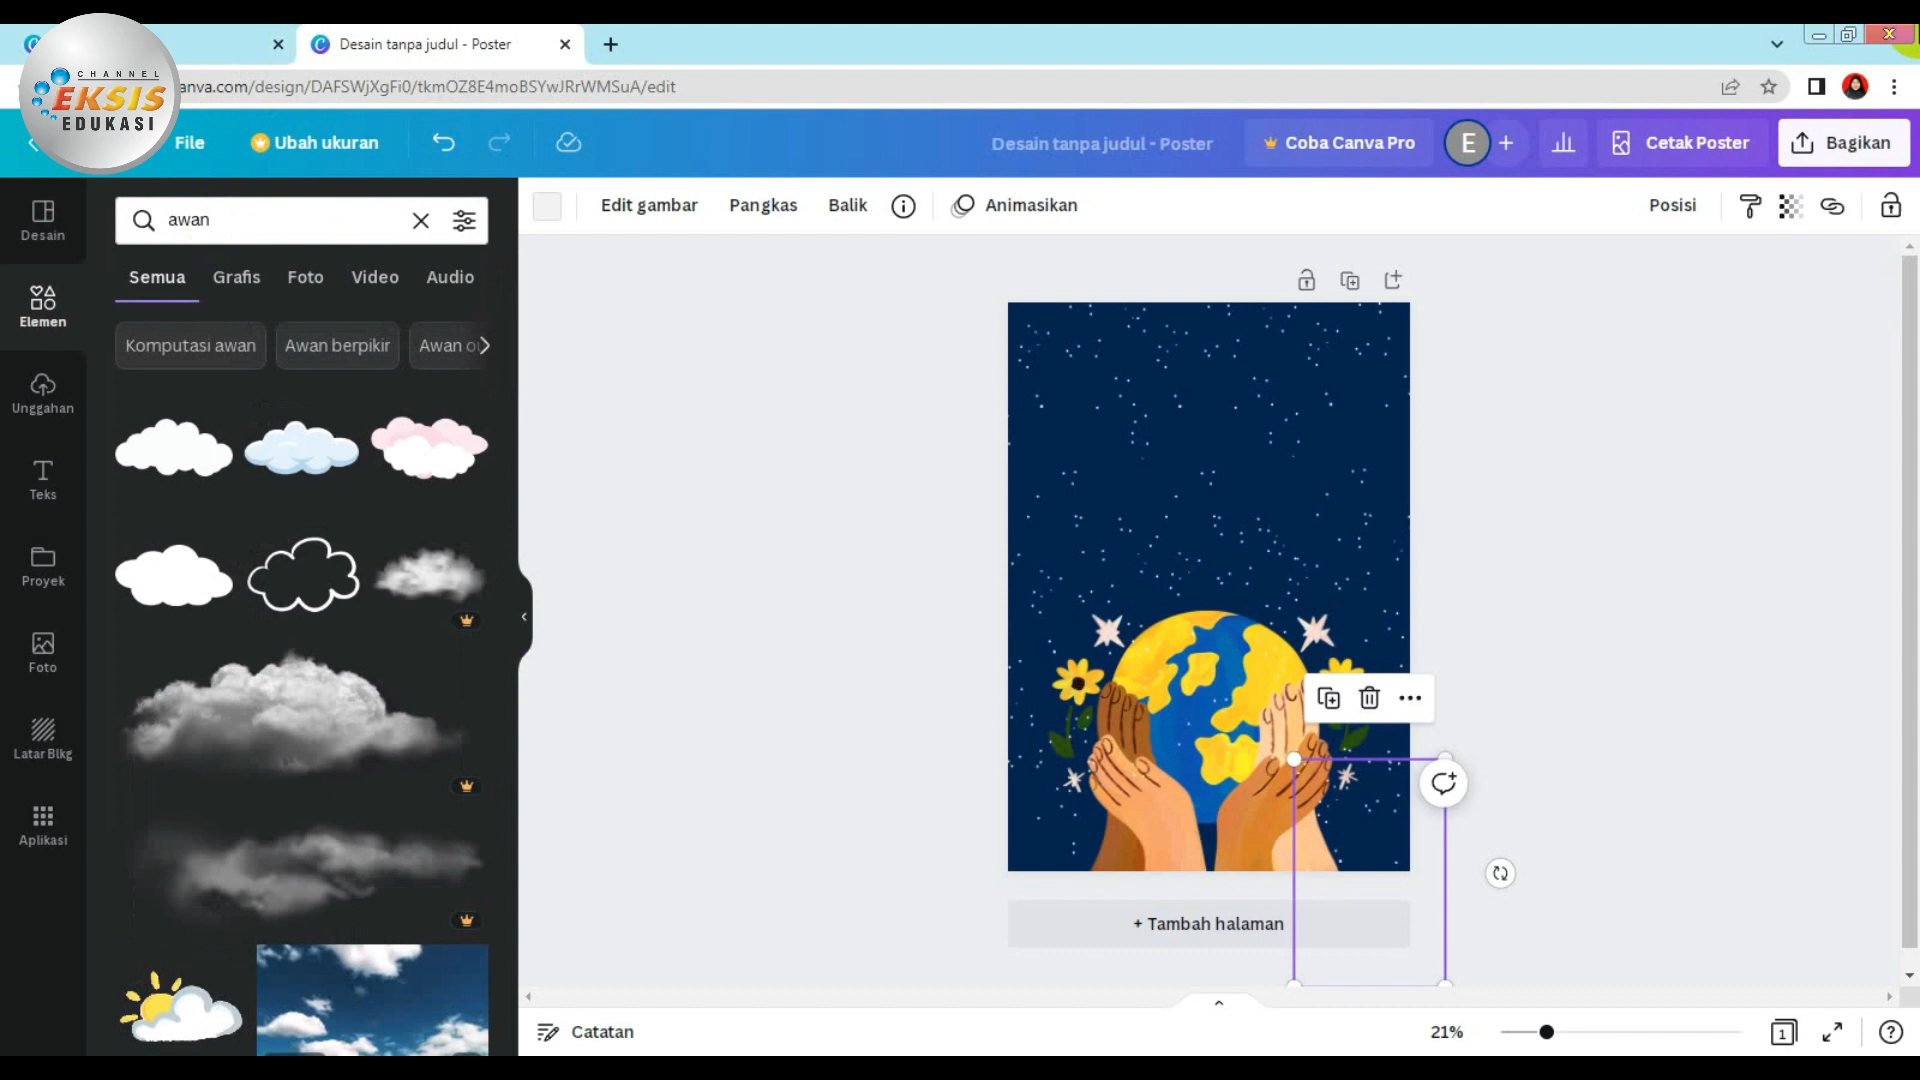 Desain tanpa judul - Poster
anva.com/design/DAFSWjXgFi0/tkmOZ8E4moBSYwJRrWMSuA/edit
CHANNEL
EKSIS
EDUKASI
File
Ubah ukuran
Desain tanpa judul - Poster
Coba Canva Pro
E
Cetak Poster
Bagikan
awan
Edit gambar
Pangkas
Balik
Animasikan
Posisi
Desain
Elemen
Unggahan
Teks
Proyek
Foto
Latar Blkg
Aplikasi
Semua
Grafis
Foto
Video
Audio
Komputasi awan
Awan berpikir
Awan
+ Tambah halaman
Catatan
21%
1